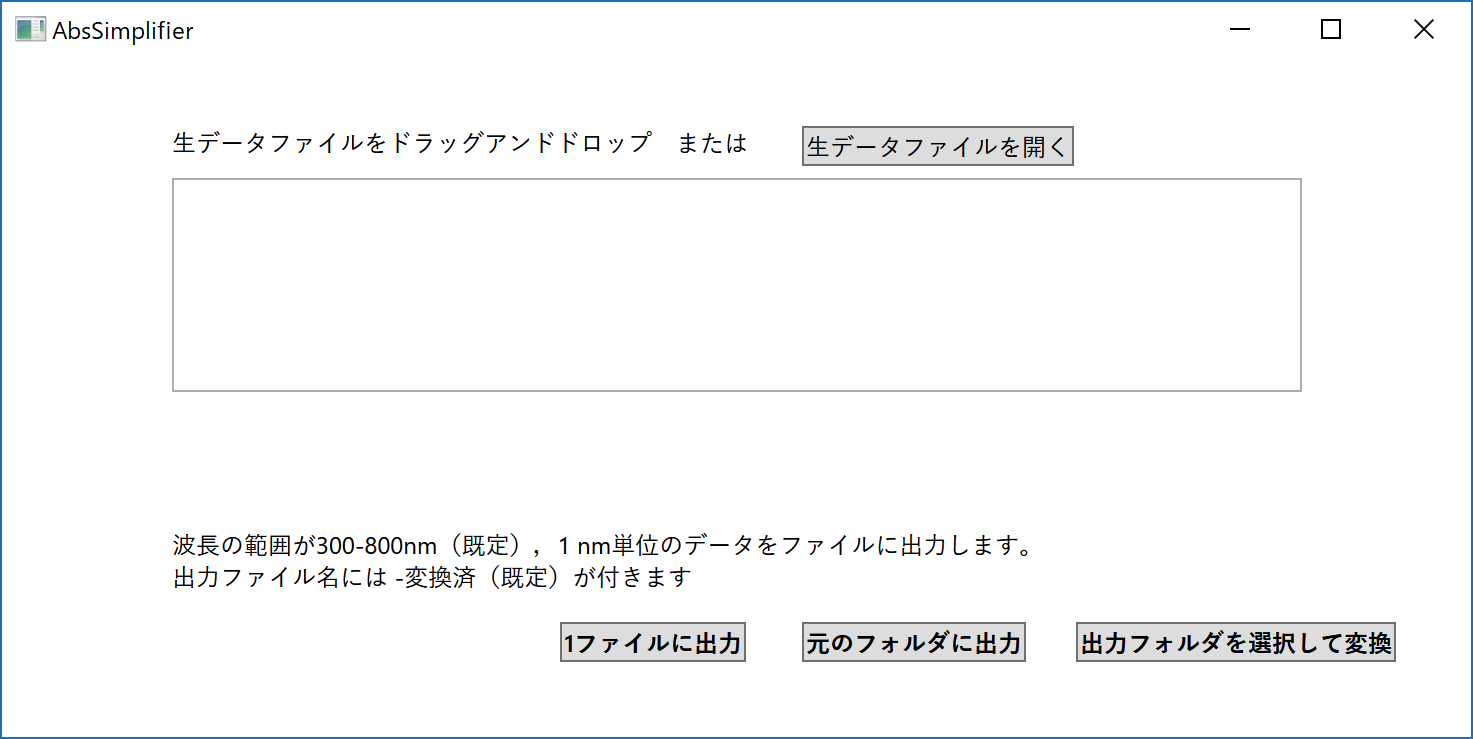 AbsSimplifier
生データファイルをドラッグアンドドロップ　または
生データファイルを開く
波長の範囲が300-800nm（既定），1 nm単位のデータをファイルに出力します。
出力ファイル名には -変換済（既定）が付きます
1ファイルに出力
元のフォルダに出力
出力フォルダを選択して変換